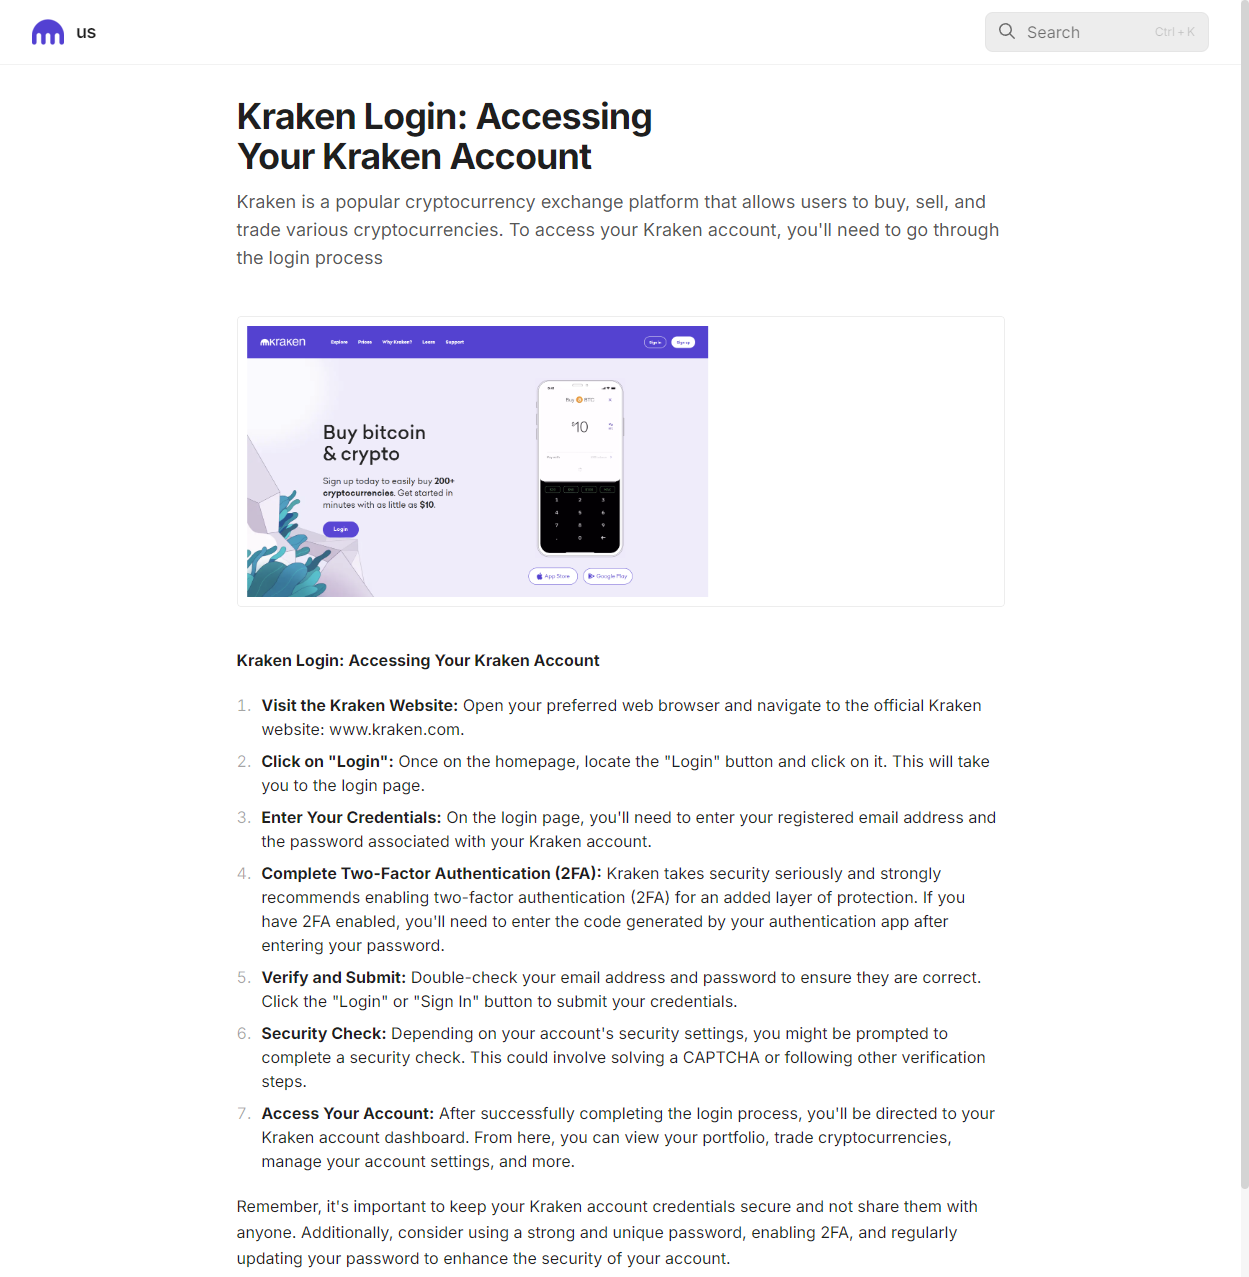 us
Search
Ctrl + K
Kraken Login: Accessing
Your Kraken Account
Kraken is a popular cryptocurrency exchange platform that allows users to buy, sell, and
trade various cryptocurrencies. To access your Kraken account, you'll need to go through
the login process
kraken
Explore Prices Why Kraken? Learn Support
Sign in Sign up
Buy bitcoin
& crypto
Sign up today to easily buy 200+
cryptocurrencies. Get started in
minutes with as little as $10.
Login
Buy BTC
$10
1 2 3
4 5 6
7 8 9
. 0
App Store
Google Play
Kraken Login: Accessing Your Kraken Account
1. Visit the Kraken Website: Open your preferred web browser and navigate to the official Kraken
website: www.kraken.com.
2. Click on "Login": Once on the homepage, locate the "Login" button and click on it. This will take
you to the login page.
3. Enter Your Credentials: On the login page, you'll need to enter your registered email address and
the password associated with your Kraken account.
4. Complete Two-Factor Authentication (2FA): Kraken takes security seriously and strongly
recommends enabling two-factor authentication (2FA) for an added layer of protection. If you
have 2FA enabled, you'll need to enter the code generated by your authentication app after
entering your password.
5. Verify and Submit: Double-check your email address and password to ensure they are correct.
Click the "Login" or "Sign In" button to submit your credentials.
6. Security Check: Depending on your account's security settings, you might be prompted to
complete a security check. This could involve solving a CAPTCHA or following other verification
steps.
7. Access Your Account: After successfully completing the login process, you'll be directed to your
Kraken account dashboard. From here, you can view your portfolio, trade cryptocurrencies,
manage your account settings, and more.
Remember, it's important to keep your Kraken account credentials secure and not share them with
anyone. Additionally, consider using a strong and unique password, enabling 2FA, and regularly
updating your password to enhance the security of your account.